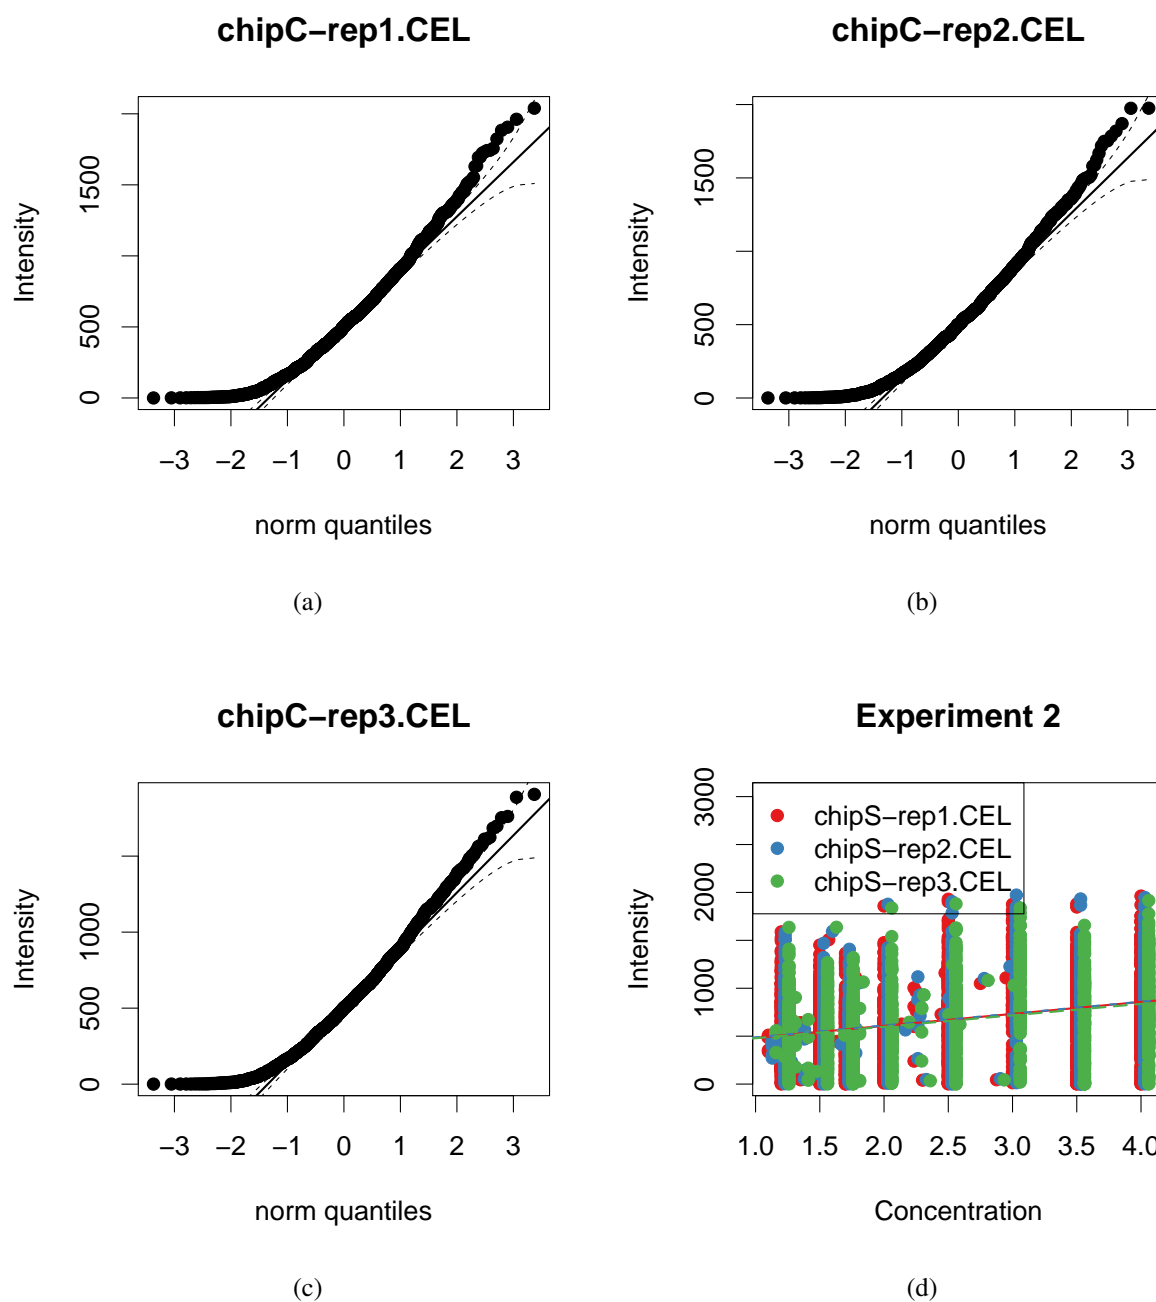 chipC−rep1.CEL
Intensity
0
500
1500
−3 −2 −1 0 1 2 3
norm quantiles
(a)
chipC−rep2.CEL
Intensity
0
500
1500
−3 −2 −1 0 1 2 3
norm quantiles
(b)
chipC−rep3.CEL
Intensity
0
500
1000
−3 −2 −1 0 1 2 3
norm quantiles
(c)
Experiment 2
Intensity
0
1000
2000
3000
chipS−rep1.CEL
chipS−rep2.CEL
chipS−rep3.CEL
1.0 1.5 2.0 2.5 3.0 3.5 4.0
Concentration
(d)